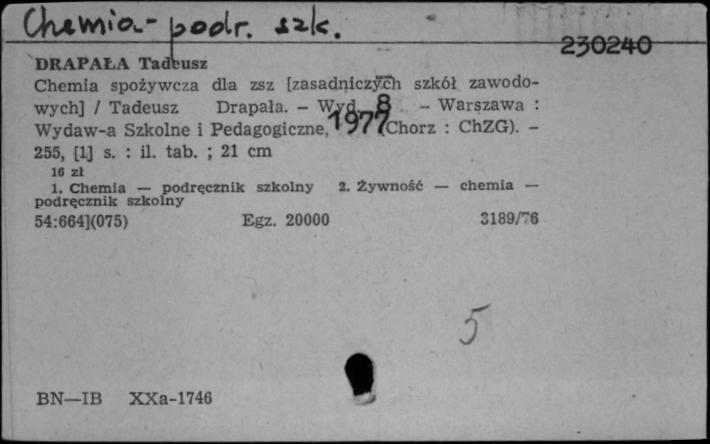 Chemia - podr. szk.
230240
DRAPAŁA Tadeusz
Chemia spożywcza dla zsz [zasadniczych szkół zawodo-
wych] / Tadeusz Drapała. – Wyd. 8 – Warszawa :
Wydaw-a Szkolne i Pedagogiczne, 1977 (Chorz : ChZG). –
255, [1] s. : il. tab. ; 21 cm
16 zł
1. Chemia — podręcznik szkolny 2. Żywność — chemia —
podręcznik szkolny
54:664](075) Egz. 20000 3189/76
5
BN—IB XXa-1746